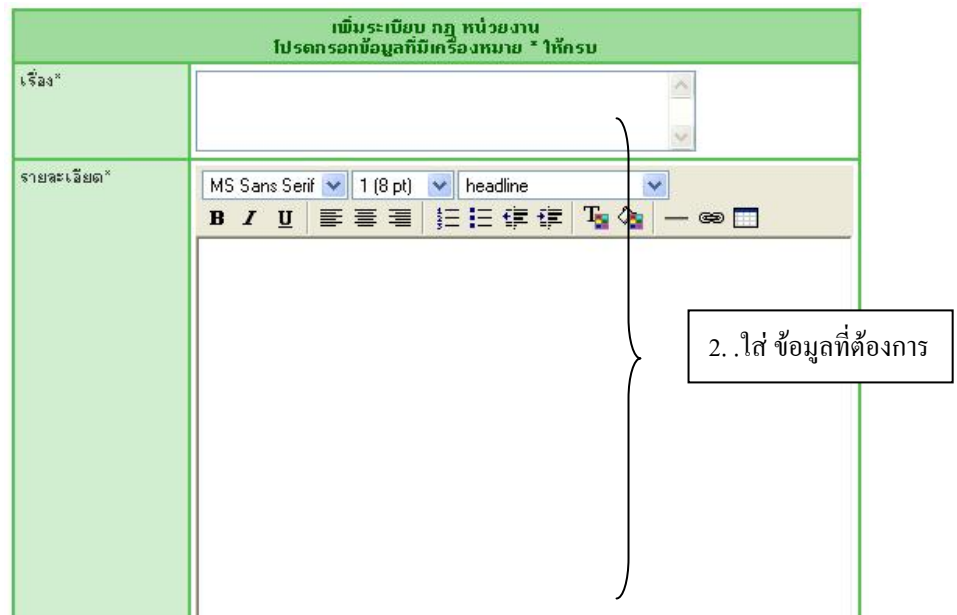 เพิ่มระเบียบ กฎ หน่วยงาน
โปรดกรอกข้อมูลที่มีเครื่องหมาย * ให้ครบ
เรื่อง*
รายละเอียด*
MS Sans Serif 1 (8 pt) headline
B I U
2. .ใส่ ข้อมูลที่ต้องการ